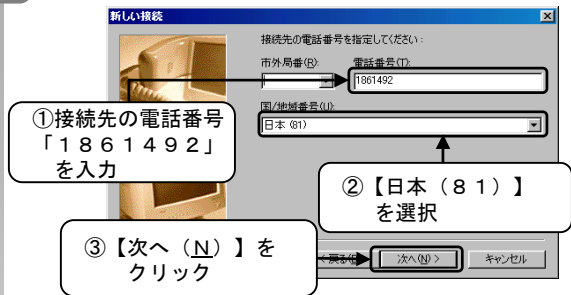 新しい接続
接続先の電話番号を指定してください:
市外局番(R): 電話番号(T):
1861492
国/地域番号(U):
日本 (81)
①接続先の電話番号
「1861492」
を入力
②【日本（81）】
を選択
③【次へ（N）】を
クリック
< 戻る(B) 次へ(N) > キャンセル